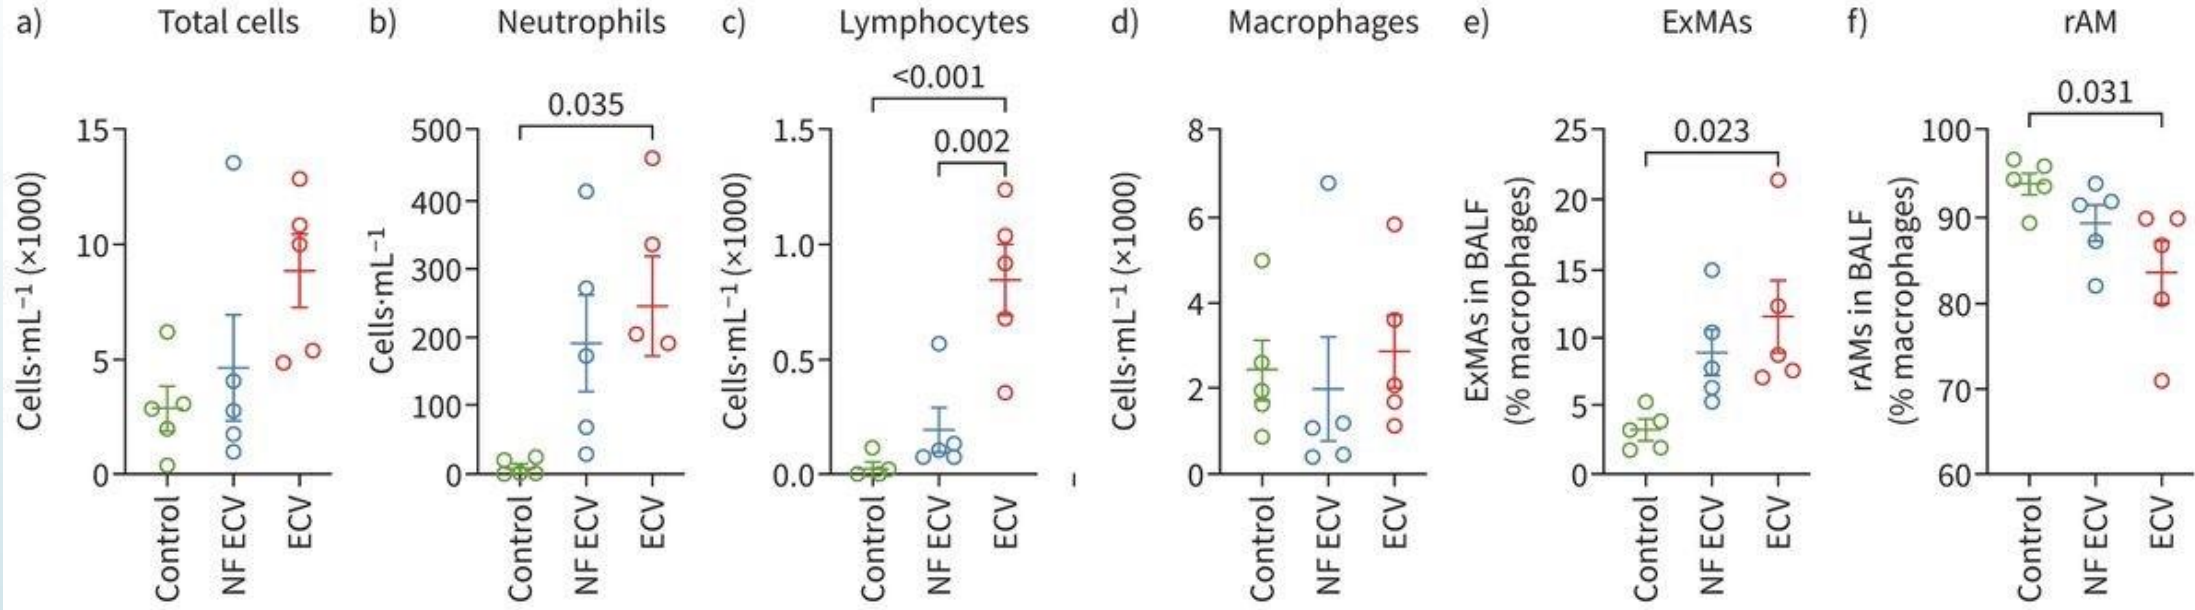 a) Total cells
15
10
5
0
Cells·mL⁻¹ (×1000)
Control
NF ECV
ECV
b) Neutrophils
0.035
500
400
300
200
100
0
Cells·mL⁻¹
Control
NF ECV
ECV
c) Lymphocytes
<0.001
0.002
1.5
1.0
0.5
0.0
Cells·mL⁻¹ (×1000)
Control
NF ECV
ECV
d) Macrophages
8
6
4
2
0
Cells·mL⁻¹ (×1000)
Control
NF ECV
ECV
e) ExMAs
0.023
25
20
15
10
5
0
ExMAs in BALF
(% macrophages)
Control
NF ECV
ECV
f) rAM
0.031
100
90
80
70
60
rAMs in BALF
(% macrophages)
Control
NF ECV
ECV